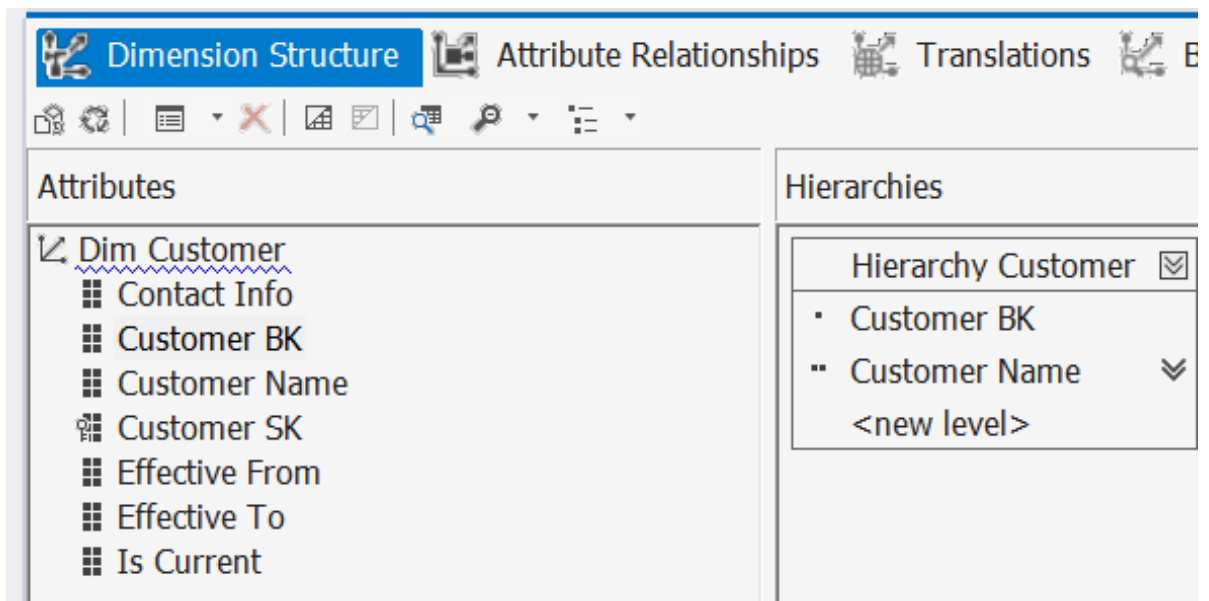 Dimension Structure Attribute Relationships Translations B
Attributes
Dim Customer
Contact Info
Customer BK
Customer Name
Customer SK
Effective From
Effective To
Is Current
Hierarchies
Hierarchy Customer
Customer BK
Customer Name
<new level>